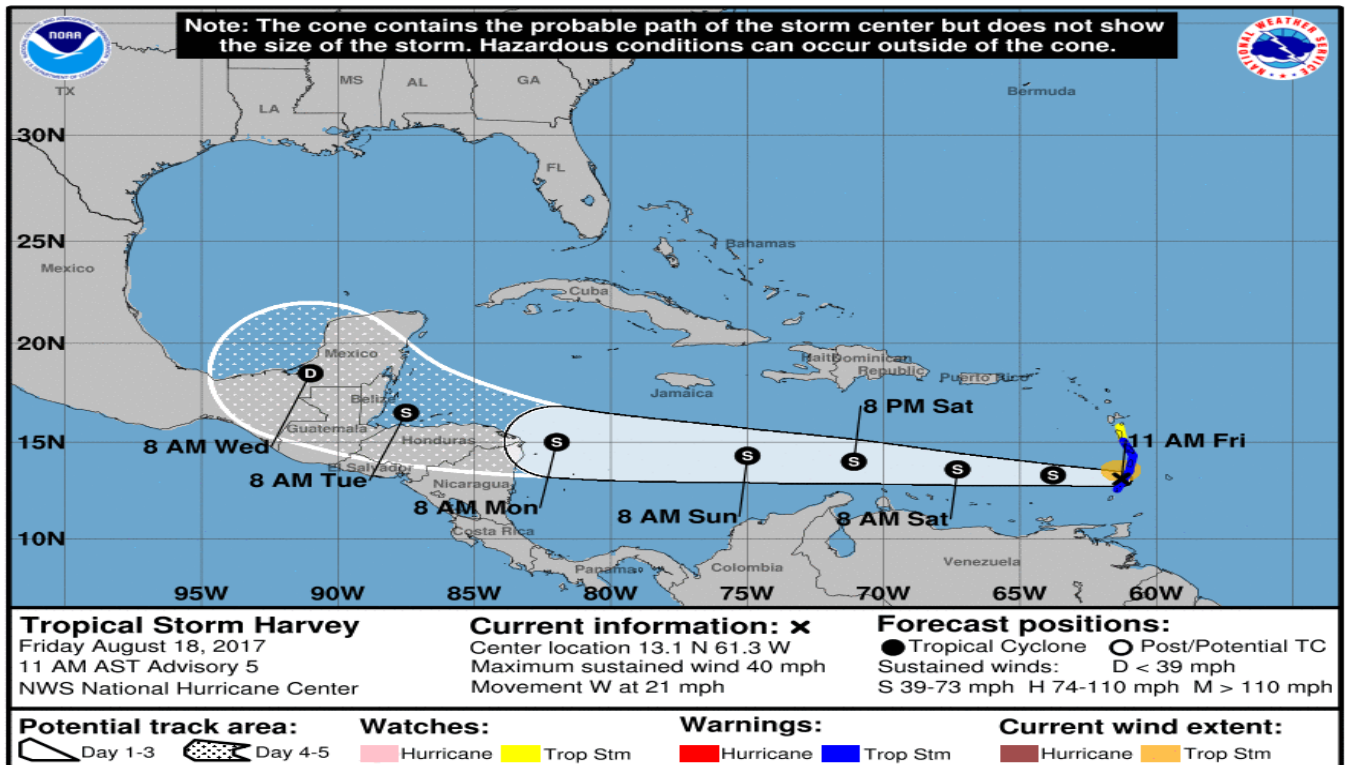 Note: The cone contains the probable path of the storm center but does not show
the size of the storm. Hazardous conditions can occur outside of the cone.
NOAA
NATIONAL WEATHER SERVICE
TX
MS
AL
GA
LA
Bermuda
30N
FL
25N
Bahamas
Mexico
Cuba
20N
Mexico
Haiti
Dominican
Republic
Puerto Rico
Jamaica
D
Belize
S
8 PM Sat
Guatemala
8 AM Wed
15N
Honduras
S
S
S
S
S
11 AM Fri
El Salvador
8 AM Tue
Nicaragua
8 AM Mon
8 AM Sun
8 AM Sat
Costa Rica
10N
Panama
Colombia
Venezuela
95W 90W 85W 80W 75W 70W 65W 60W
Tropical Storm Harvey
Friday August 18, 2017
11 AM AST Advisory 5
NWS National Hurricane Center
Current information: x
Center location 13.1 N 61.3 W
Maximum sustained wind 40 mph
Movement W at 21 mph
Forecast positions:
Tropical Cyclone Post/Potential TC
Sustained winds: D < 39 mph
S 39-73 mph H 74-110 mph M > 110 mph
Potential track area:
Day 1-3 Day 4-5
Watches:
Hurricane Trop Stm
Warnings:
Hurricane Trop Stm
Current wind extent:
Hurricane Trop Stm